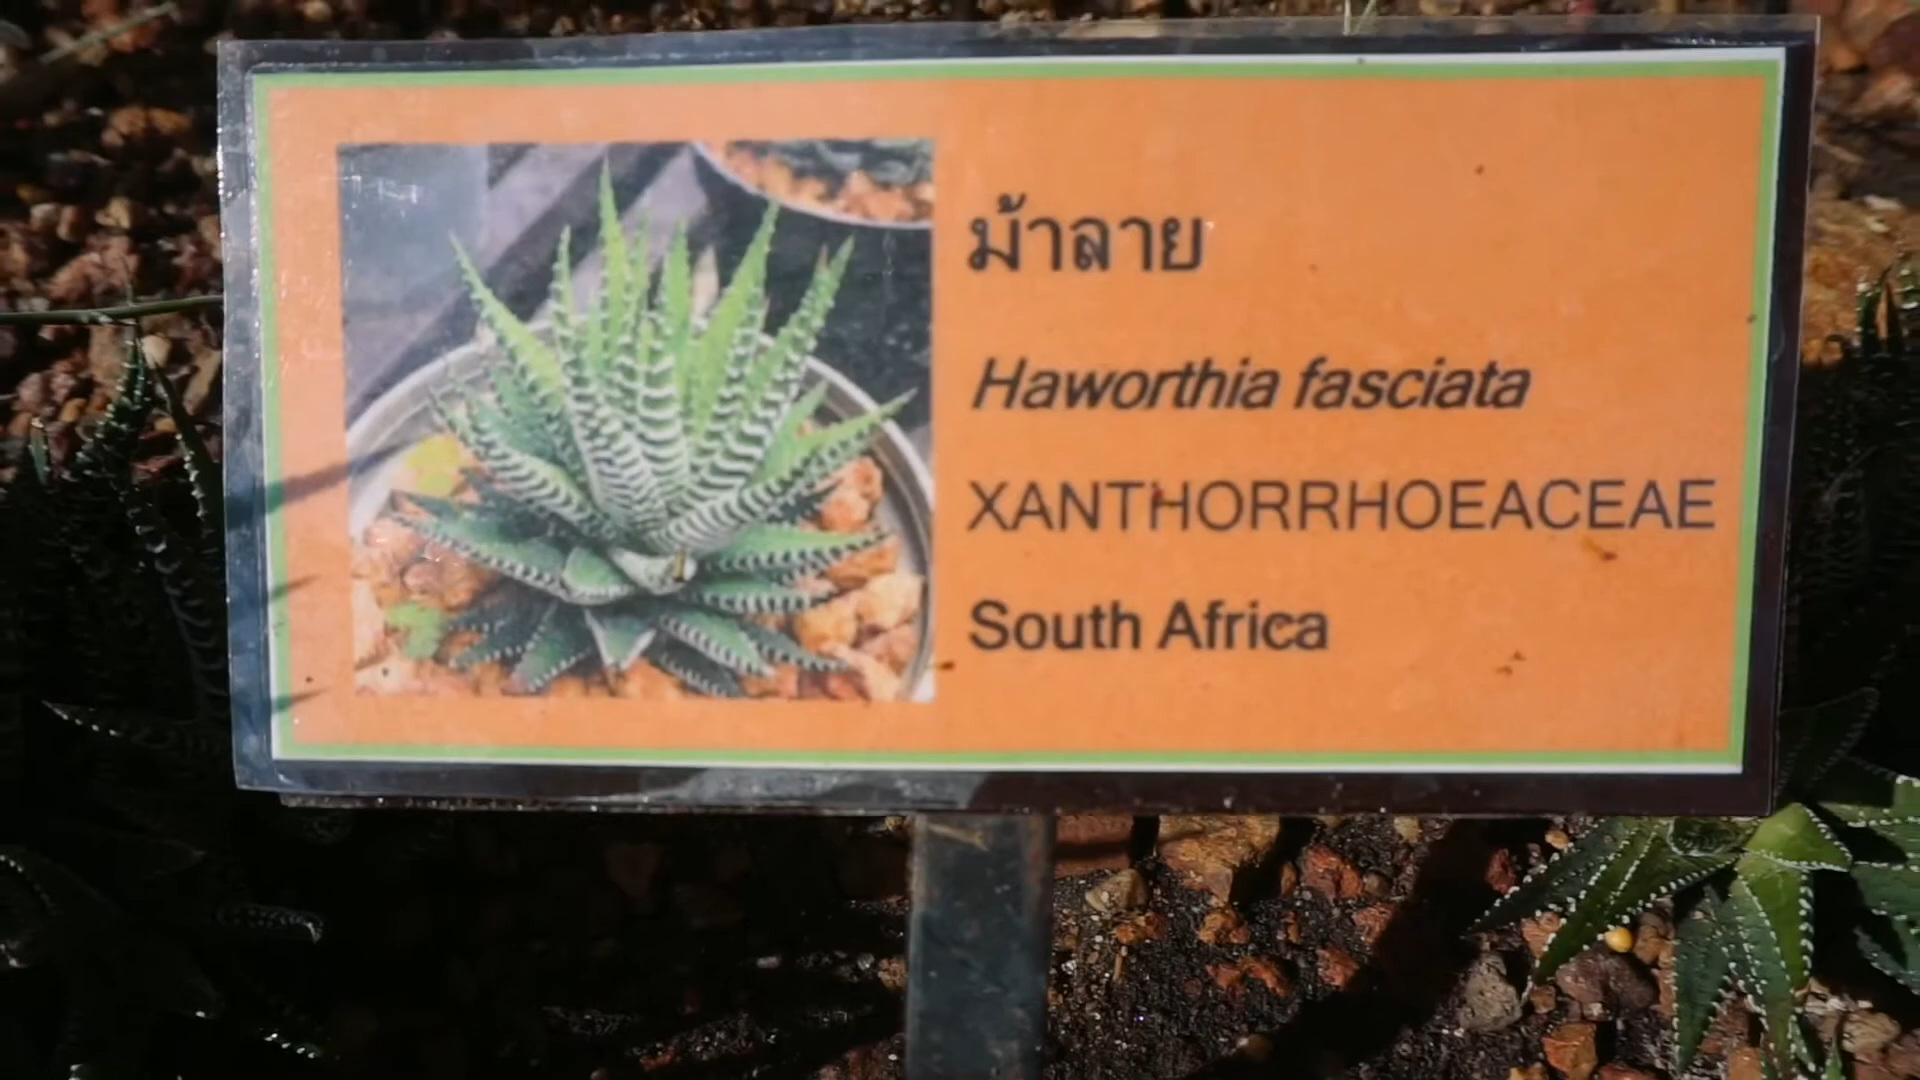 ม้าลาย
Haworthia fasciata
XANTHORRHOEACEAE
South Africa